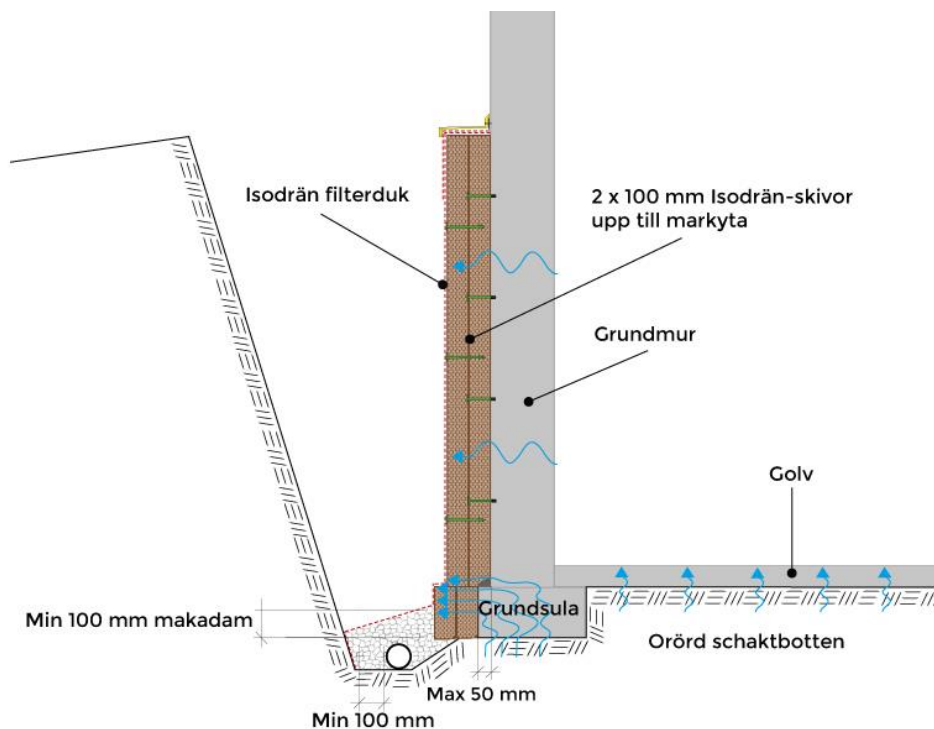 Isodrän filterduk
2 x 100 mm Isodrän-skivor
upp till markyta
Grundmur
Golv
Grundsula
Min 100 mm makadam
Orörd schaktbotten
Max 50 mm
Min 100 mm